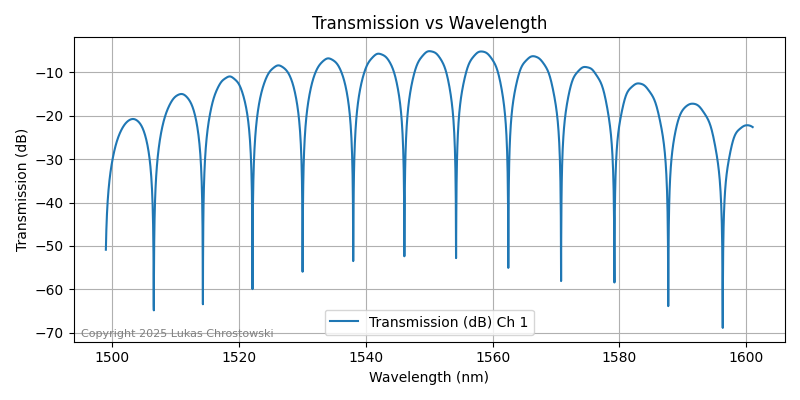 Transmission vs Wavelength
Transmission (dB)
−10
−20
−30
−40
−50
−60
−70
Copyright 2025 Lukas Chrostowski
Transmission (dB) Ch 1
1500 1520 1540 1560 1580 1600
Wavelength (nm)